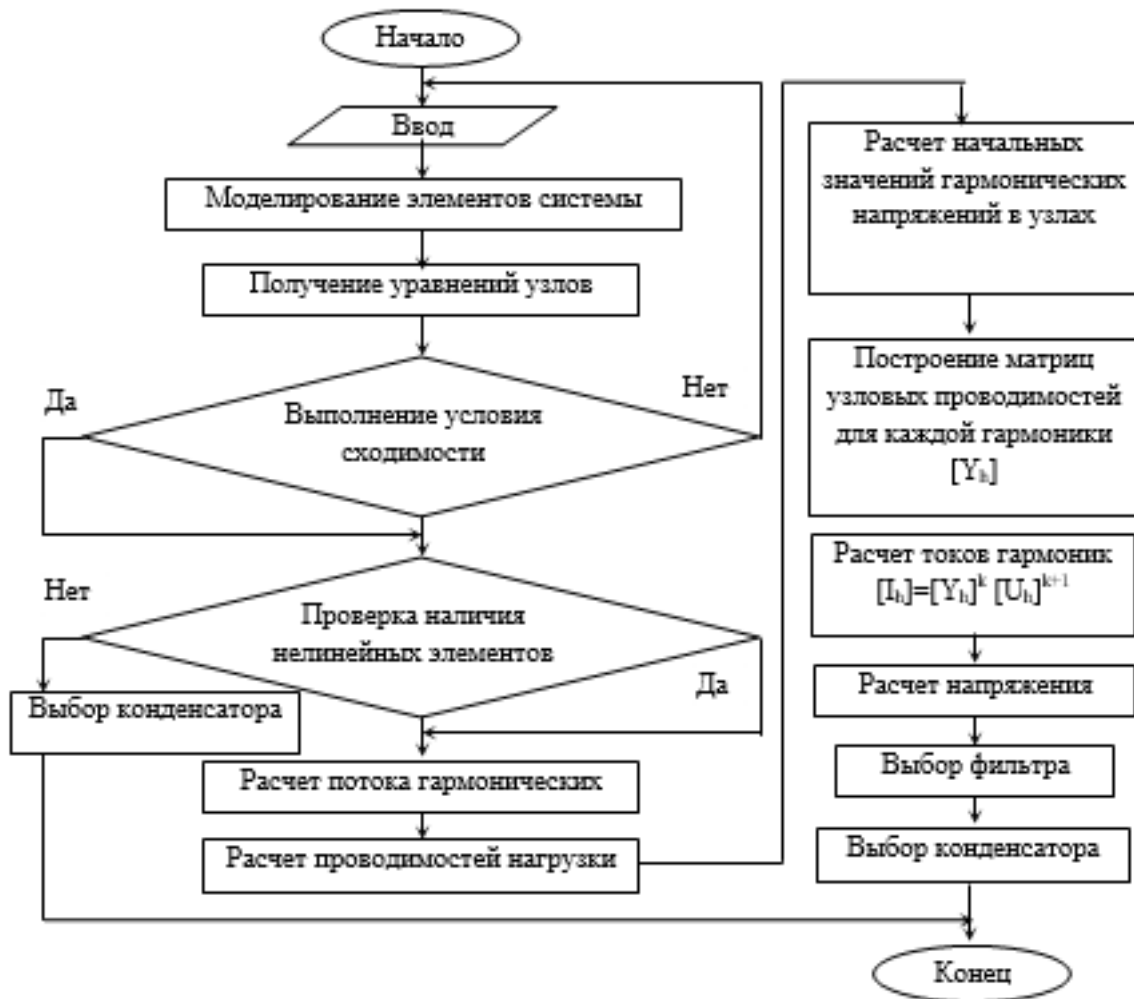 Начало
Ввод
Моделирование элементов системы
Получение уравнений узлов
Да
Нет
Выполнение условия
сходимости
Нет
Проверка наличия
нелинейных элементов
Да
Выбор конденсатора
Расчет потока гармонических
Расчет проводимостей нагрузки
Расчет начальных
значений гармонических
напряжений в узлах
Построение матриц
узловых проводимостей
для каждой гармоники
[Yₕ]
Расчет токов гармоник
[Iₕ]=[Yₕ]ᵏ [Uₕ]ᵏ⁺¹
Расчет напряжения
Выбор фильтра
Выбор конденсатора
Конец